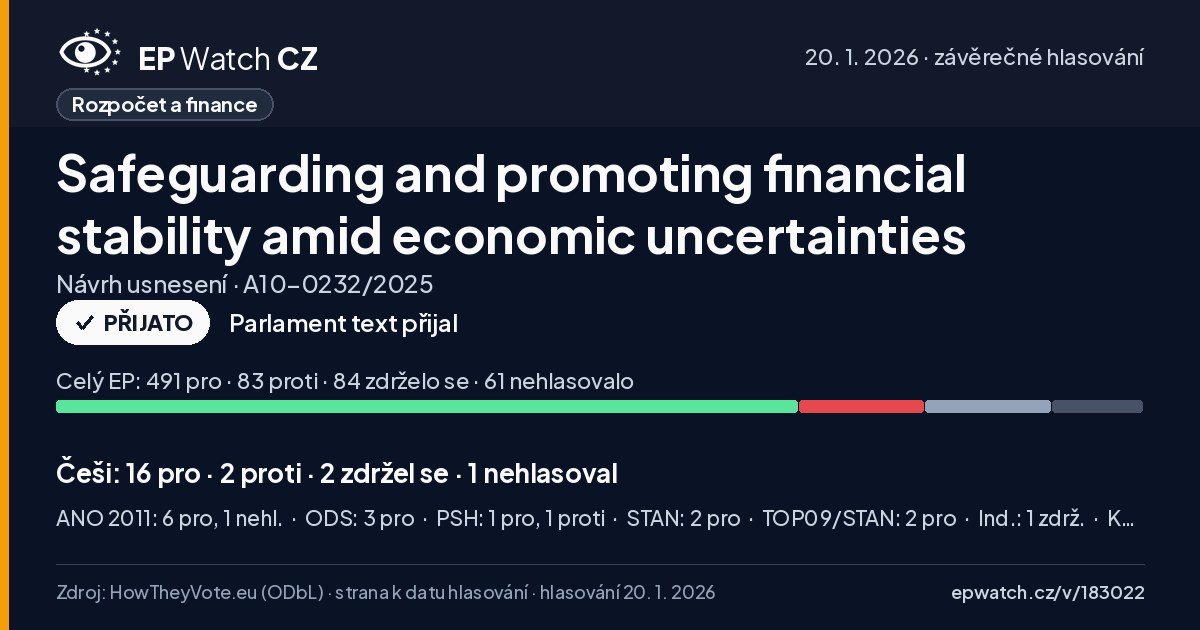 EP Watch CZ
20. 1. 2026 · závěrečné hlasování
Rozpočet a finance
Safeguarding and promoting financial
stability amid economic uncertainties
Návrh usnesení · A10–0232/2025
✓ PŘIJATO Parlament text přijal
Celý EP: 491 pro · 83 proti · 84 zdrželo se · 61 nehlasovalo
Češi: 16 pro · 2 proti · 2 zdržel se · 1 nehlasoval
ANO 2011: 6 pro, 1 nehl. · ODS: 3 pro · PSH: 1 pro, 1 proti · STAN: 2 pro · TOP09/STAN: 2 pro · Ind.: 1 zdrž. · K…
Zdroj: HowTheyVote.eu (ODbL) · strana k datu hlasování · hlasování 20. 1. 2026
epwatch.cz/v/183022